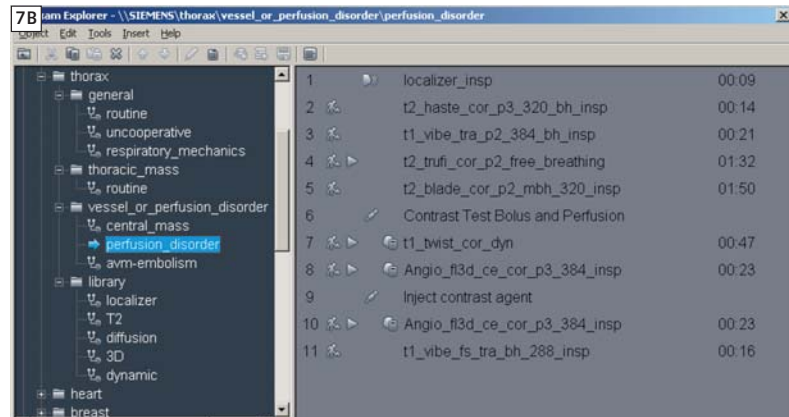 7B
am Explorer - \\SIEMENS\thorax\vessel_or_perfusion_disorder\perfusion_disorder
Object Edit Tools Insert Help
thorax
general
routine
uncooperative
respiratory_mechanics
thoracic_mass
routine
vessel_or_perfusion_disorder
central_mass
perfusion_disorder
avm-embolism
library
localizer
T2
diffusion
3D
dynamic
heart
breast
1 localizer_insp 00:09
2 t2_haste_cor_p3_320_bh_insp 00:14
3 t1_vibe_tra_p2_384_bh_insp 00:21
4 t2_trufi_cor_p2_free_breathing 01:32
5 t2_blade_cor_p2_mbh_320_insp 01:50
6 Contrast Test Bolus and Perfusion
7 t1_twist_cor_dyn 00:47
8 Angio_fl3d_ce_cor_p3_384_insp 00:23
9 Inject contrast agent
10 Angio_fl3d_ce_cor_p3_384_insp 00:23
11 t1_vibe_fs_tra_bh_288_insp 00:16